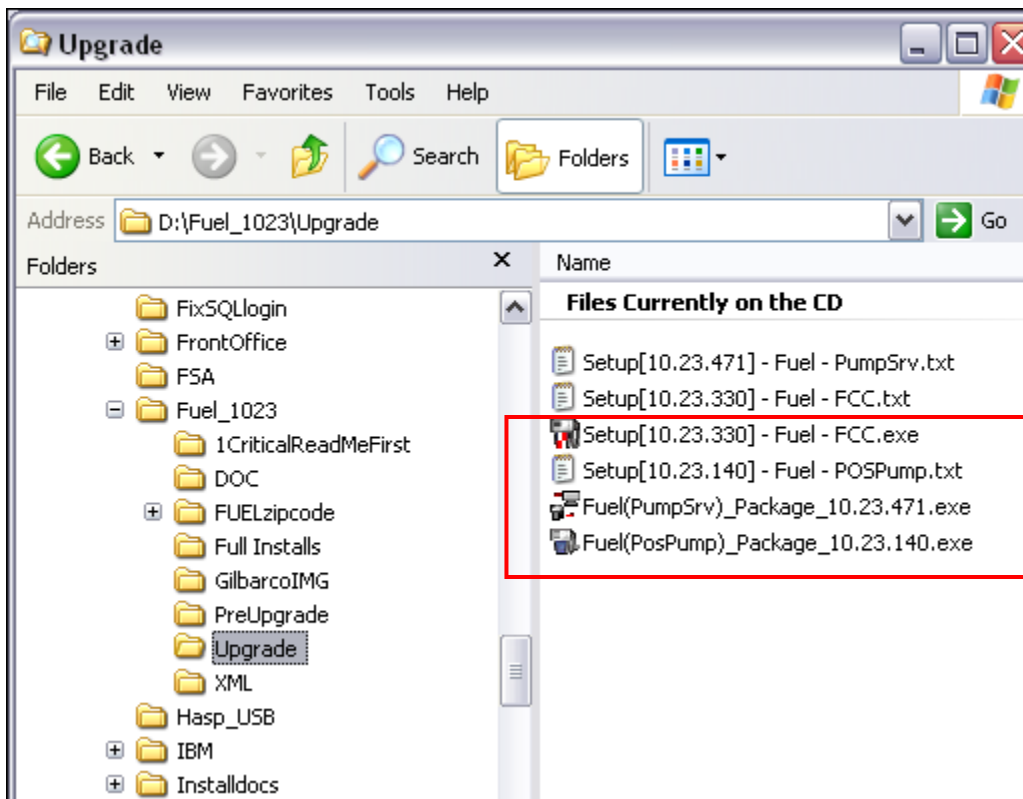 Upgrade
File Edit View Favorites Tools Help
Back Search Folders
Address D:\Fuel_1023\Upgrade Go
Folders X Name
Files Currently on the CD
FixSQLlogin
FrontOffice
FSA
Fuel_1023
1CriticalReadMeFirst
DOC
FUELzipcode
Full Installs
GilbarcoIMG
PreUpgrade
Upgrade
XML
Hasp_USB
IBM
Installdocs
Setup[10.23.471] - Fuel - PumpSrv.txt
Setup[10.23.330] - Fuel - FCC.txt
Setup[10.23.330] - Fuel - FCC.exe
Setup[10.23.140] - Fuel - POSPump.txt
Fuel(PumpSrv)_Package_10.23.471.exe
Fuel(PosPump)_Package_10.23.140.exe